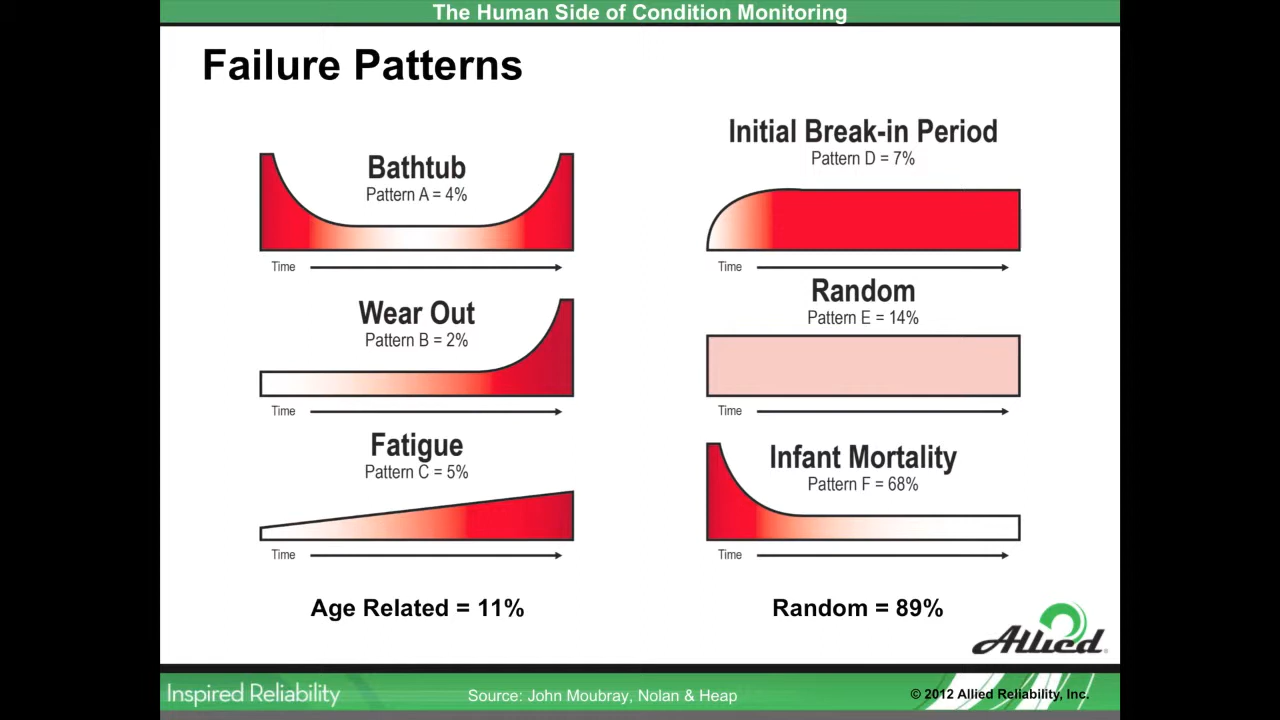 The Human Side of Condition Monitoring
Failure Patterns
Bathtub
Pattern A = 4%
Time
Wear Out
Pattern B = 2%
Time
Fatigue
Pattern C = 5%
Time
Age Related = 11%
Initial Break-in Period
Pattern D = 7%
Time
Random
Pattern E = 14%
Time
Infant Mortality
Pattern F = 68%
Time
Random = 89%
Allied®
Inspired Reliability
Source: John Moubray, Nolan & Heap
© 2012 Allied Reliability, Inc.